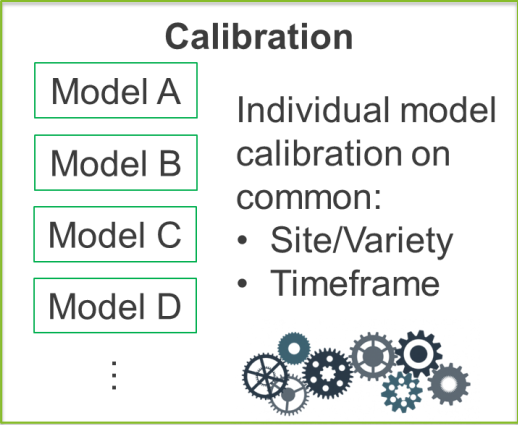 Calibration
Model A
Model B
Model C
Model D
⋮
Individual model
calibration on
common:
• Site/Variety
• Timeframe